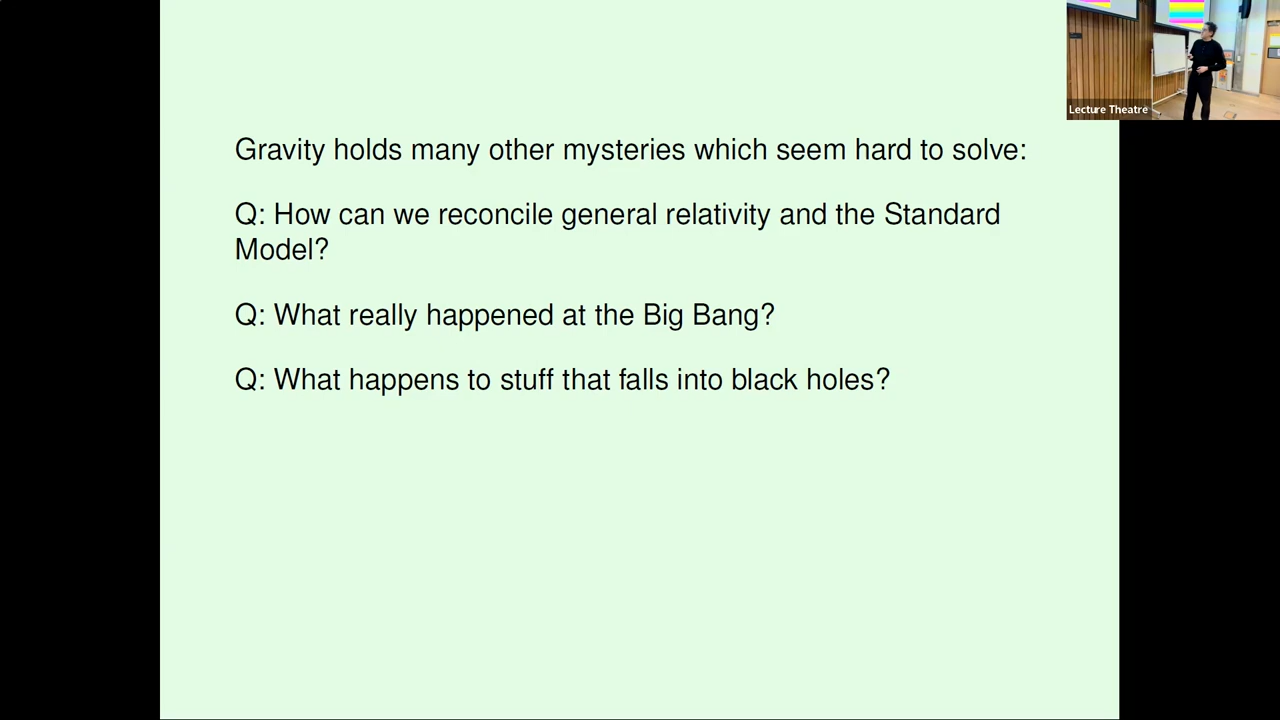 Gravity holds many other mysteries which seem hard to solve:
Q: How can we reconcile general relativity and the Standard
Model?
Q: What really happened at the Big Bang?
Q: What happens to stuff that falls into black holes?
Lecture Theatre